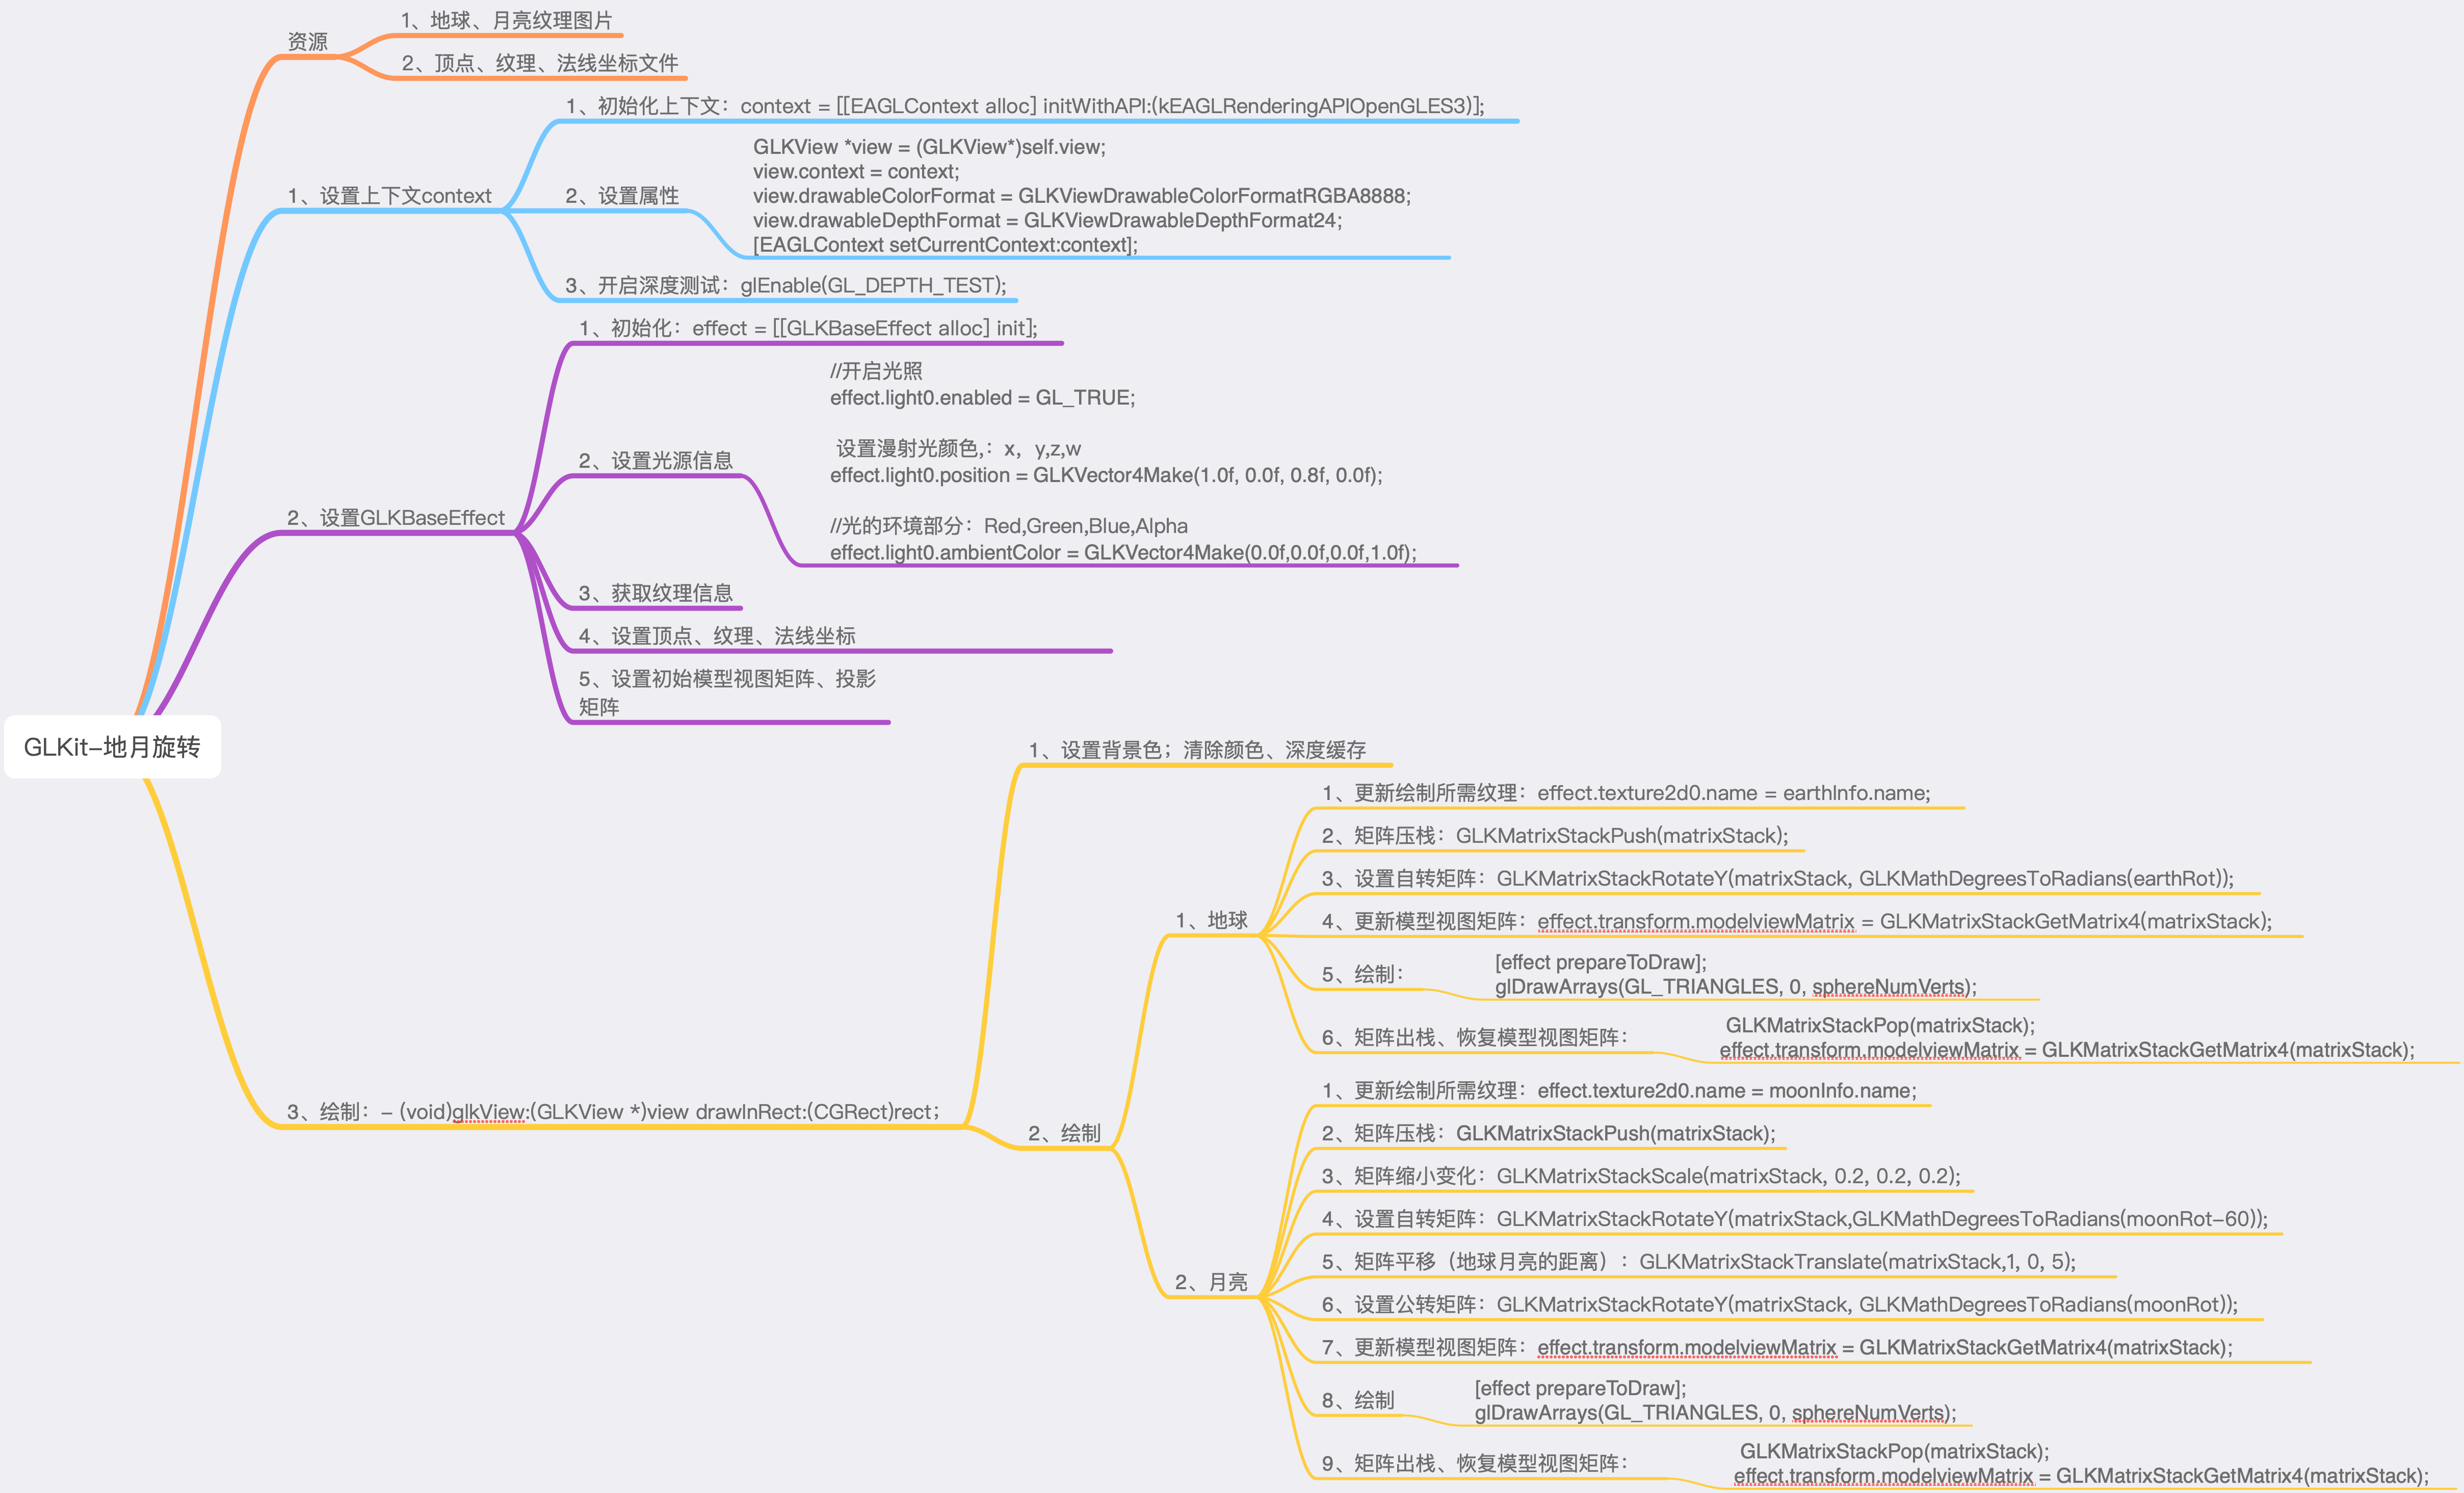 GLKit-地月旋转
资源
1、地球、月亮纹理图片
2、顶点、纹理、法线坐标文件
1、设置上下文context
1、初始化上下文：context = [[EAGLContext alloc] initWithAPI:(kEAGLRenderingAPIOpenGLES3)];
2、设置属性
GLKView *view = (GLKView*)self.view;
view.context = context;
view.drawableColorFormat = GLKViewDrawableColorFormatRGBA8888;
view.drawableDepthFormat = GLKViewDrawableDepthFormat24;
[EAGLContext setCurrentContext:context];
3、开启深度测试：glEnable(GL_DEPTH_TEST);
2、设置GLKBaseEffect
1、初始化：effect = [[GLKBaseEffect alloc] init];
2、设置光源信息
//开启光照
effect.light0.enabled = GL_TRUE;
设置漫射光颜色,：x，y,z,w
effect.light0.position = GLKVector4Make(1.0f, 0.0f, 0.8f, 0.0f);
//光的环境部分：Red,Green,Blue,Alpha
effect.light0.ambientColor = GLKVector4Make(0.0f,0.0f,0.0f,1.0f);
3、获取纹理信息
4、设置顶点、纹理、法线坐标
5、设置初始模型视图矩阵、投影
矩阵
3、绘制：- (void)glkView:(GLKView *)view drawInRect:(CGRect)rect；
1、设置背景色；清除颜色、深度缓存
2、绘制
1、地球
1、更新绘制所需纹理：effect.texture2d0.name = earthInfo.name;
2、矩阵压栈：GLKMatrixStackPush(matrixStack);
3、设置自转矩阵：GLKMatrixStackRotateY(matrixStack, GLKMathDegreesToRadians(earthRot));
4、更新模型视图矩阵：effect.transform.modelviewMatrix = GLKMatrixStackGetMatrix4(matrixStack);
5、绘制：
[effect prepareToDraw];
glDrawArrays(GL_TRIANGLES, 0, sphereNumVerts);
6、矩阵出栈、恢复模型视图矩阵：
GLKMatrixStackPop(matrixStack);
effect.transform.modelviewMatrix = GLKMatrixStackGetMatrix4(matrixStack);
2、月亮
1、更新绘制所需纹理：effect.texture2d0.name = moonInfo.name;
2、矩阵压栈：GLKMatrixStackPush(matrixStack);
3、矩阵缩小变化：GLKMatrixStackScale(matrixStack, 0.2, 0.2, 0.2);
4、设置自转矩阵：GLKMatrixStackRotateY(matrixStack,GLKMathDegreesToRadians(moonRot-60));
5、矩阵平移（地球月亮的距离）：GLKMatrixStackTranslate(matrixStack,1, 0, 5);
6、设置公转矩阵：GLKMatrixStackRotateY(matrixStack, GLKMathDegreesToRadians(moonRot));
7、更新模型视图矩阵：effect.transform.modelviewMatrix = GLKMatrixStackGetMatrix4(matrixStack);
8、绘制
[effect prepareToDraw];
glDrawArrays(GL_TRIANGLES, 0, sphereNumVerts);
9、矩阵出栈、恢复模型视图矩阵：
GLKMatrixStackPop(matrixStack);
effect.transform.modelviewMatrix = GLKMatrixStackGetMatrix4(matrixStack);